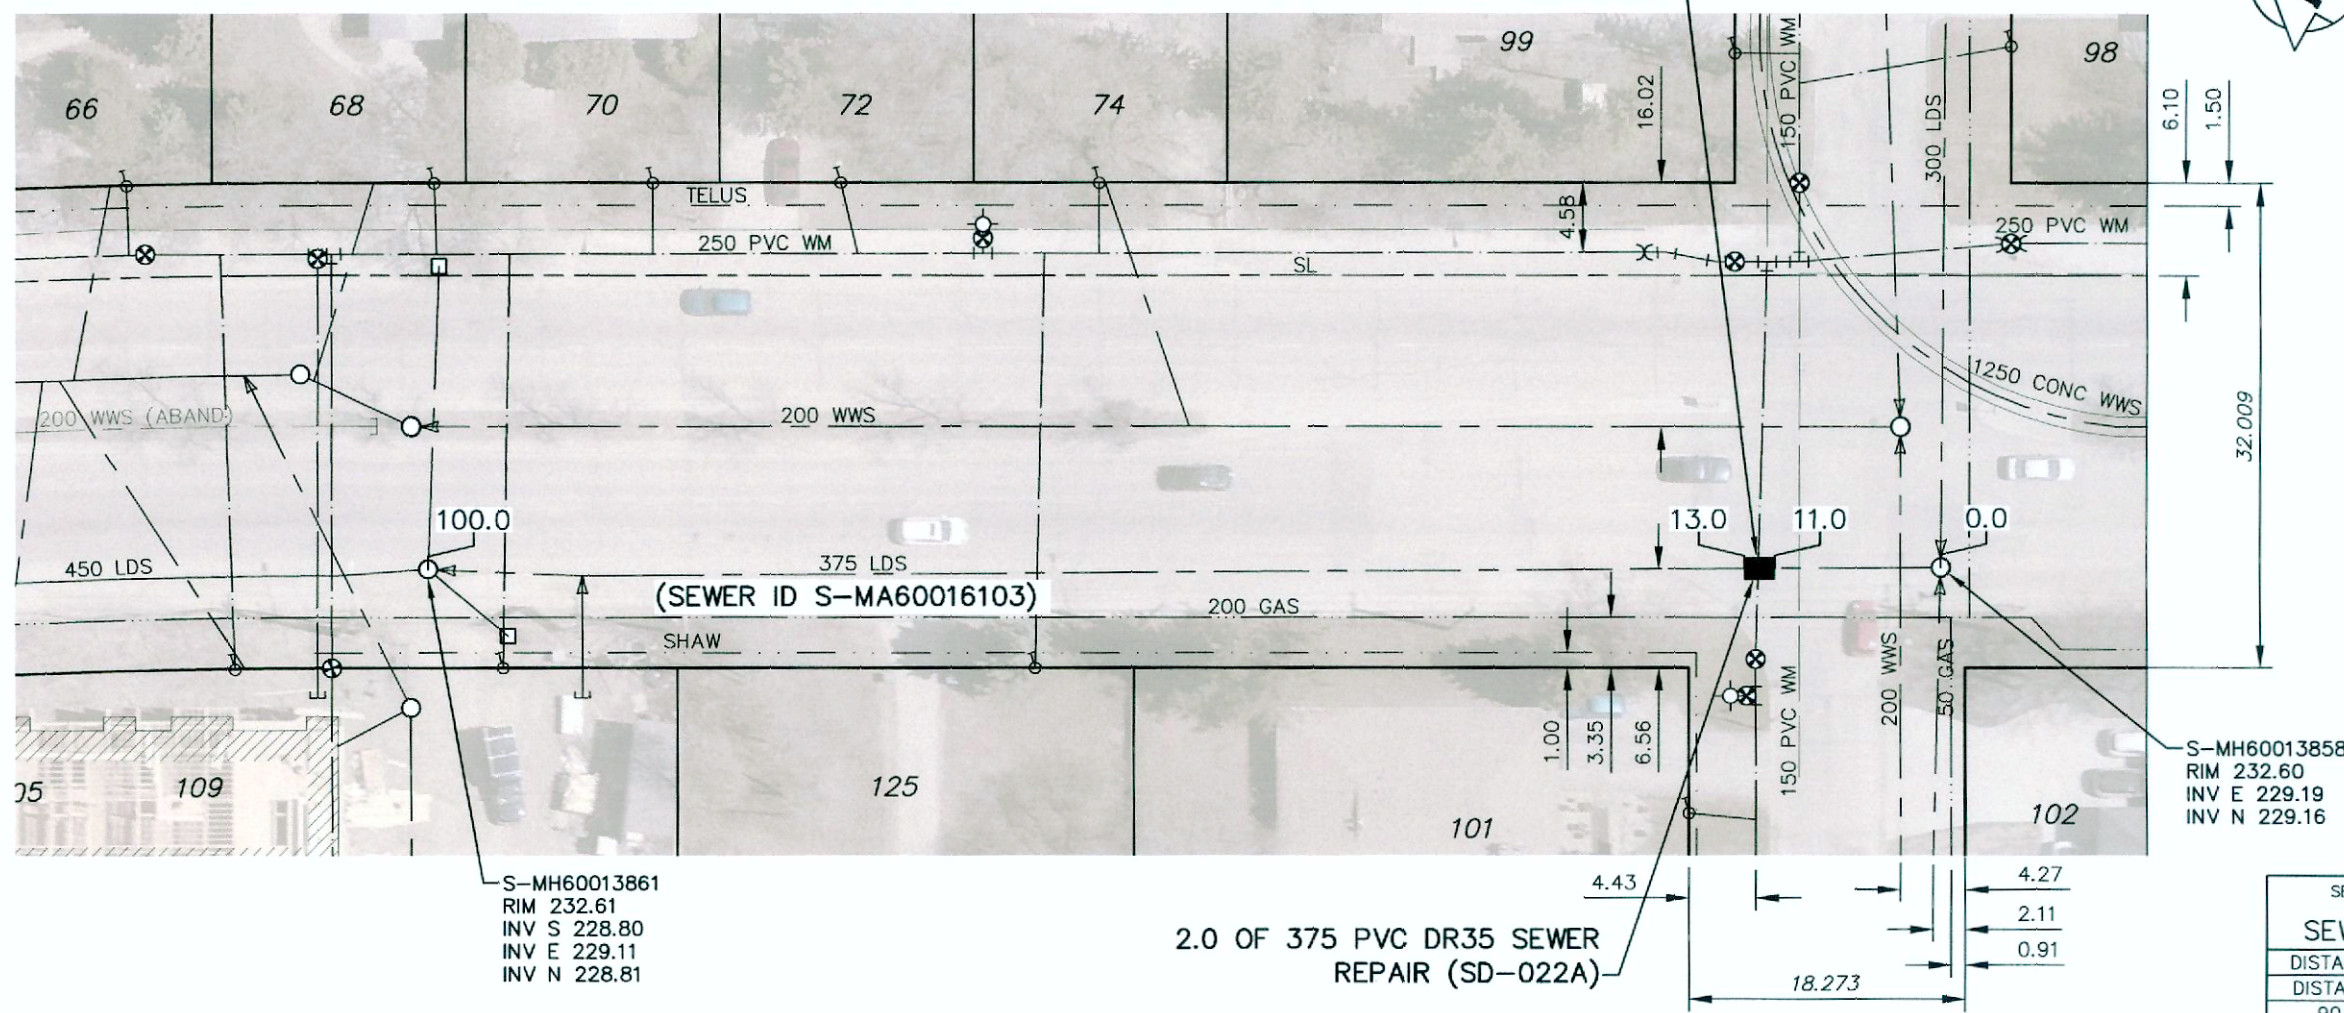 99
98
66
68
70
72
74
16.02
150 PVC WM
300 LDS
6.10
1.50
TELUS
4.58
250 PVC WM
250 PVC WM
SL
1250 CONC WWS
200 WWS (ABAND)
200 WWS
32.009
100.0
13.0
11.0
0.0
450 LDS
375 LDS
(SEWER ID S-MA60016103)
200 GAS
SHAW
200 WWS
50 GAS
150 PVC WM
1.00
3.35
6.56
05
109
125
101
102
S-MH60013858
RIM 232.60
INV E 229.19
INV N 229.16
S-MH60013861
RIM 232.61
INV S 228.80
INV E 229.11
INV N 228.81
4.43
4.27
2.11
0.91
2.0 OF 375 PVC DR35 SEWER
REPAIR (SD-022A)
18.273
SEW
DISTA
DISTA